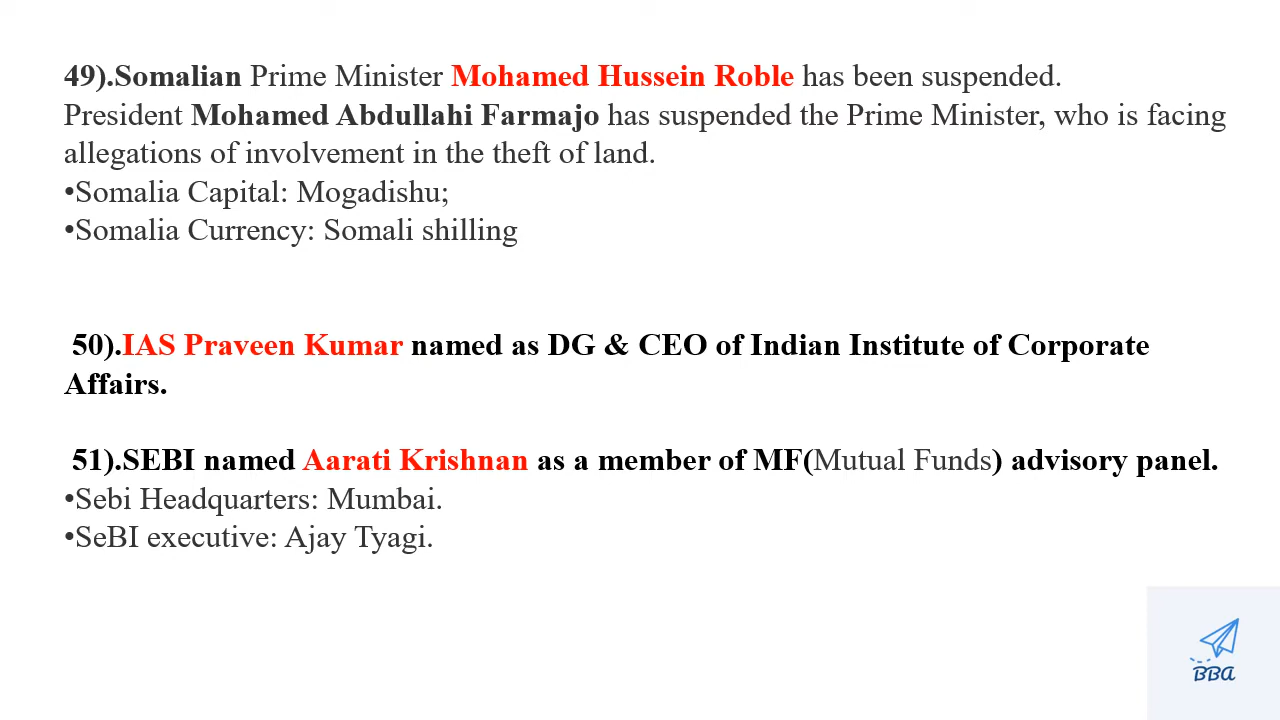 49).Somalian Prime Minister Mohamed Hussein Roble has been suspended.
President Mohamed Abdullahi Farmajo has suspended the Prime Minister, who is facing
allegations of involvement in the theft of land.
•Somalia Capital: Mogadishu;
•Somalia Currency: Somali shilling
50).IAS Praveen Kumar named as DG & CEO of Indian Institute of Corporate
Affairs.
51).SEBI named Aarati Krishnan as a member of MF(Mutual Funds) advisory panel.
•Sebi Headquarters: Mumbai.
•SeBI executive: Ajay Tyagi.
BBA